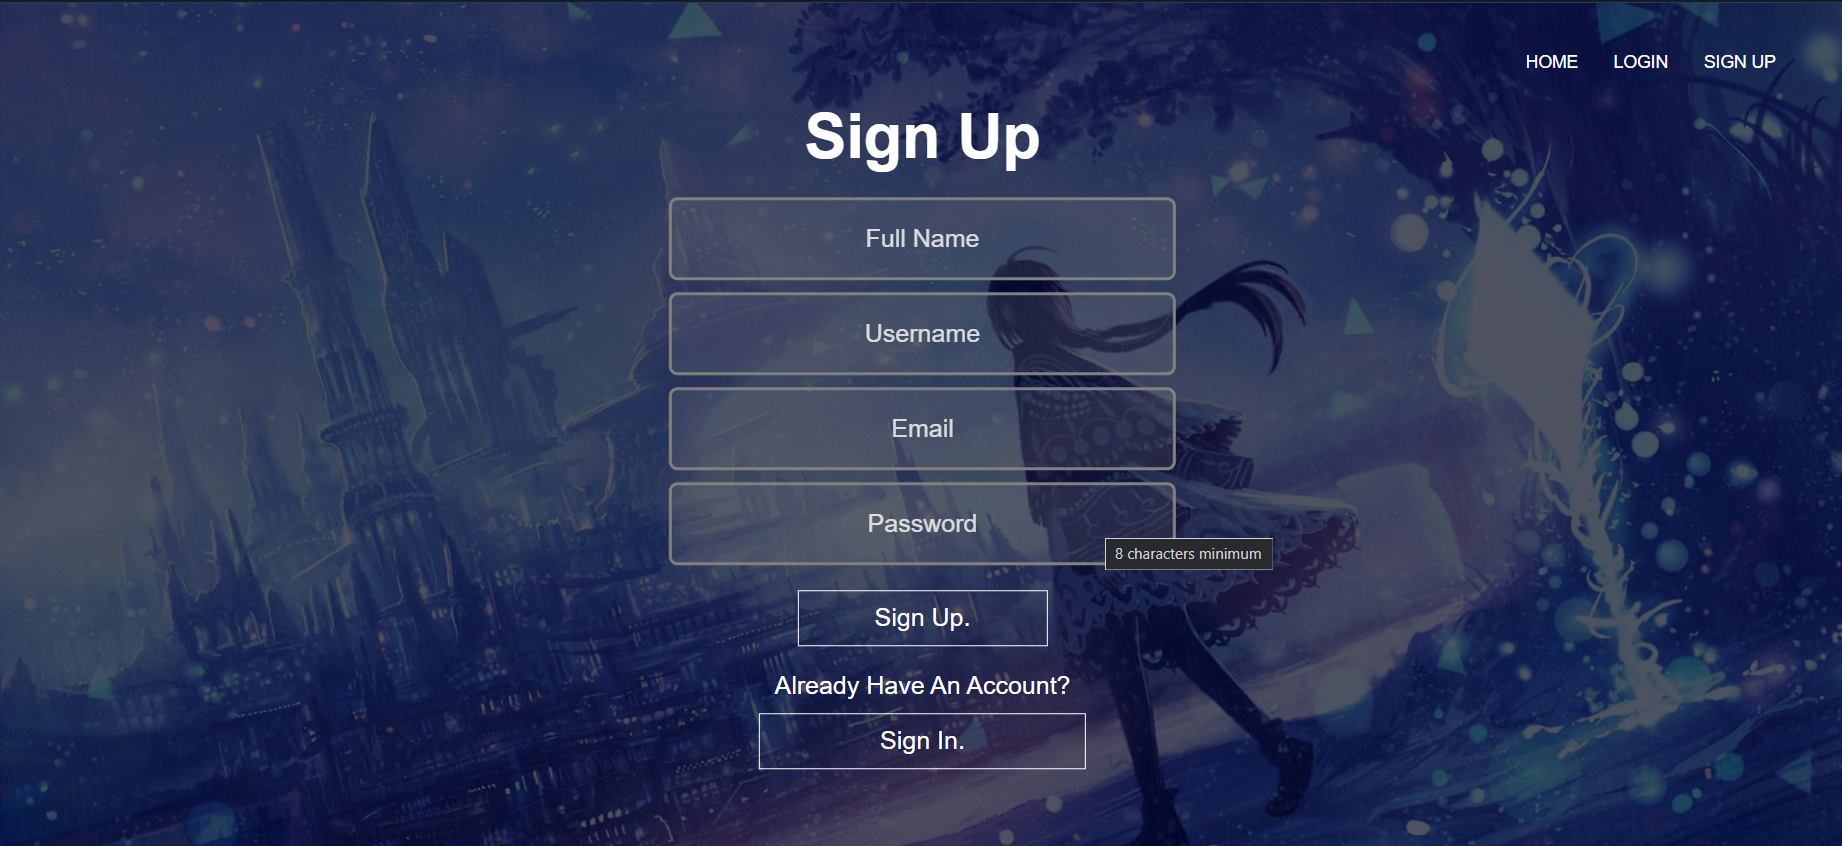 HOME LOGIN SIGN UP
Sign Up
Full Name
Username
Email
Password
8 characters minimum
Sign Up.
Already Have An Account?
Sign In.